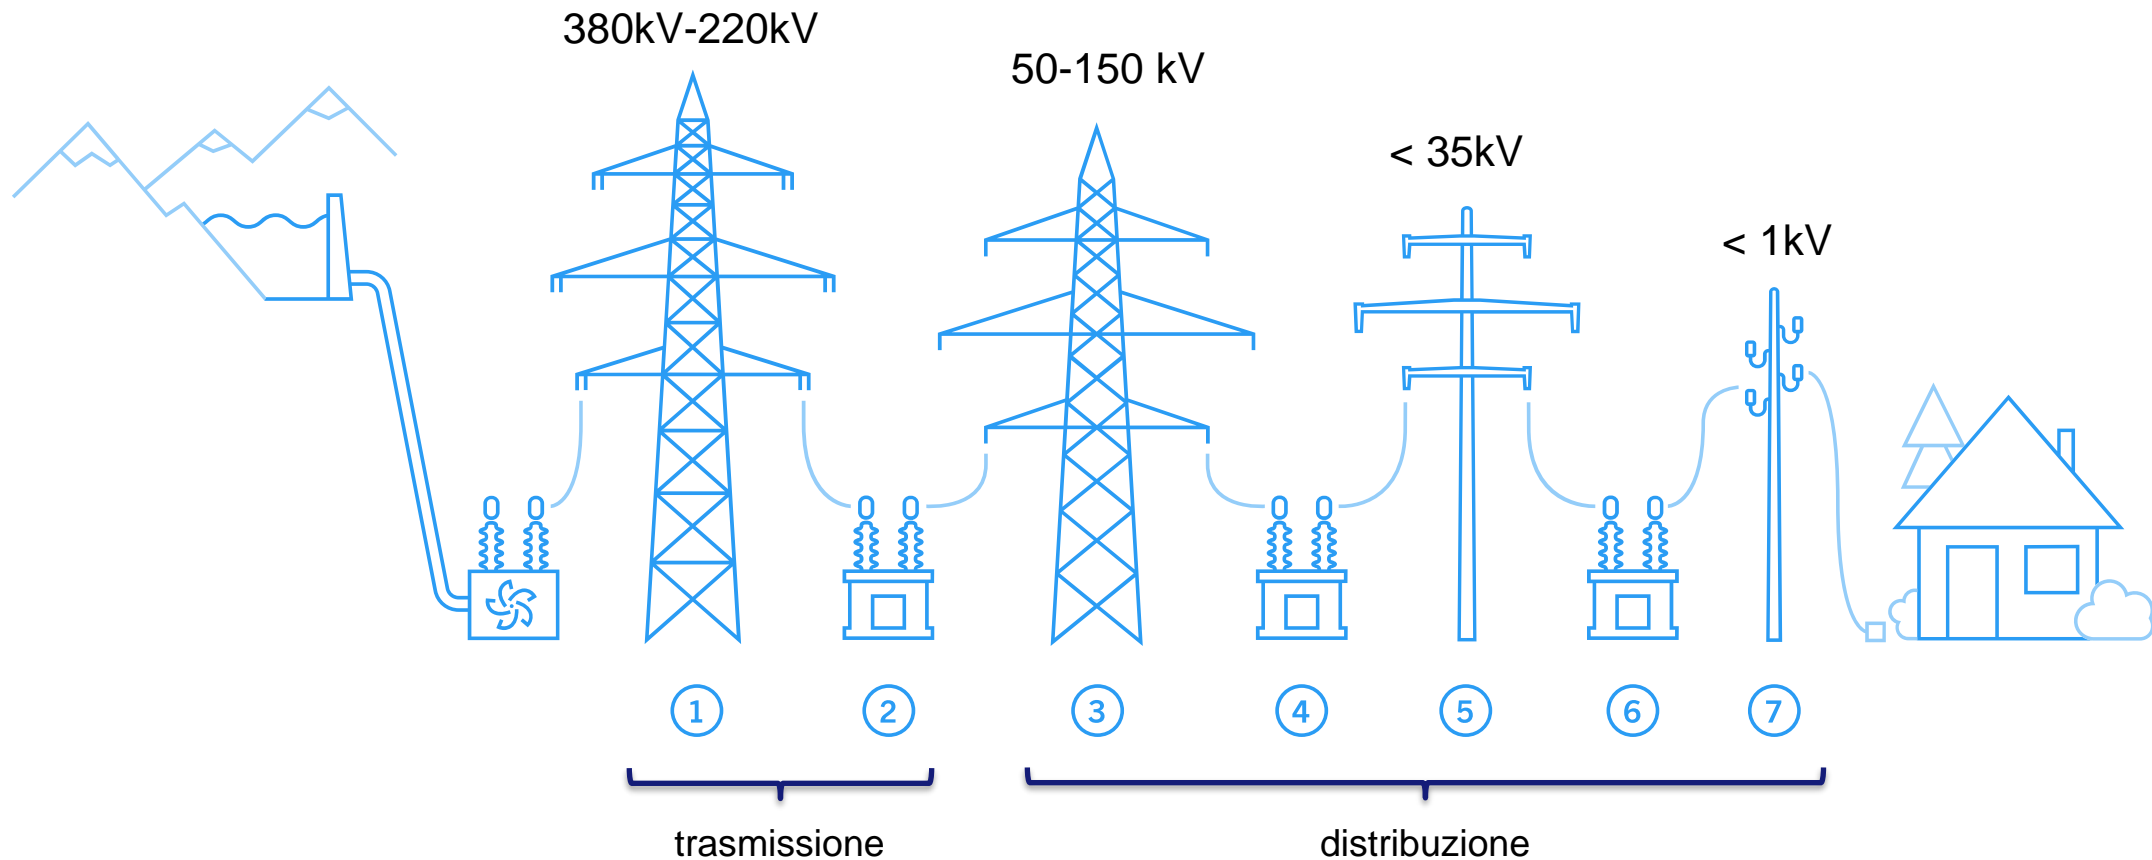 380kV-220kV
50-150 kV
< 35kV
< 1kV
1
2
3
4
5
6
7
trasmissione
distribuzione